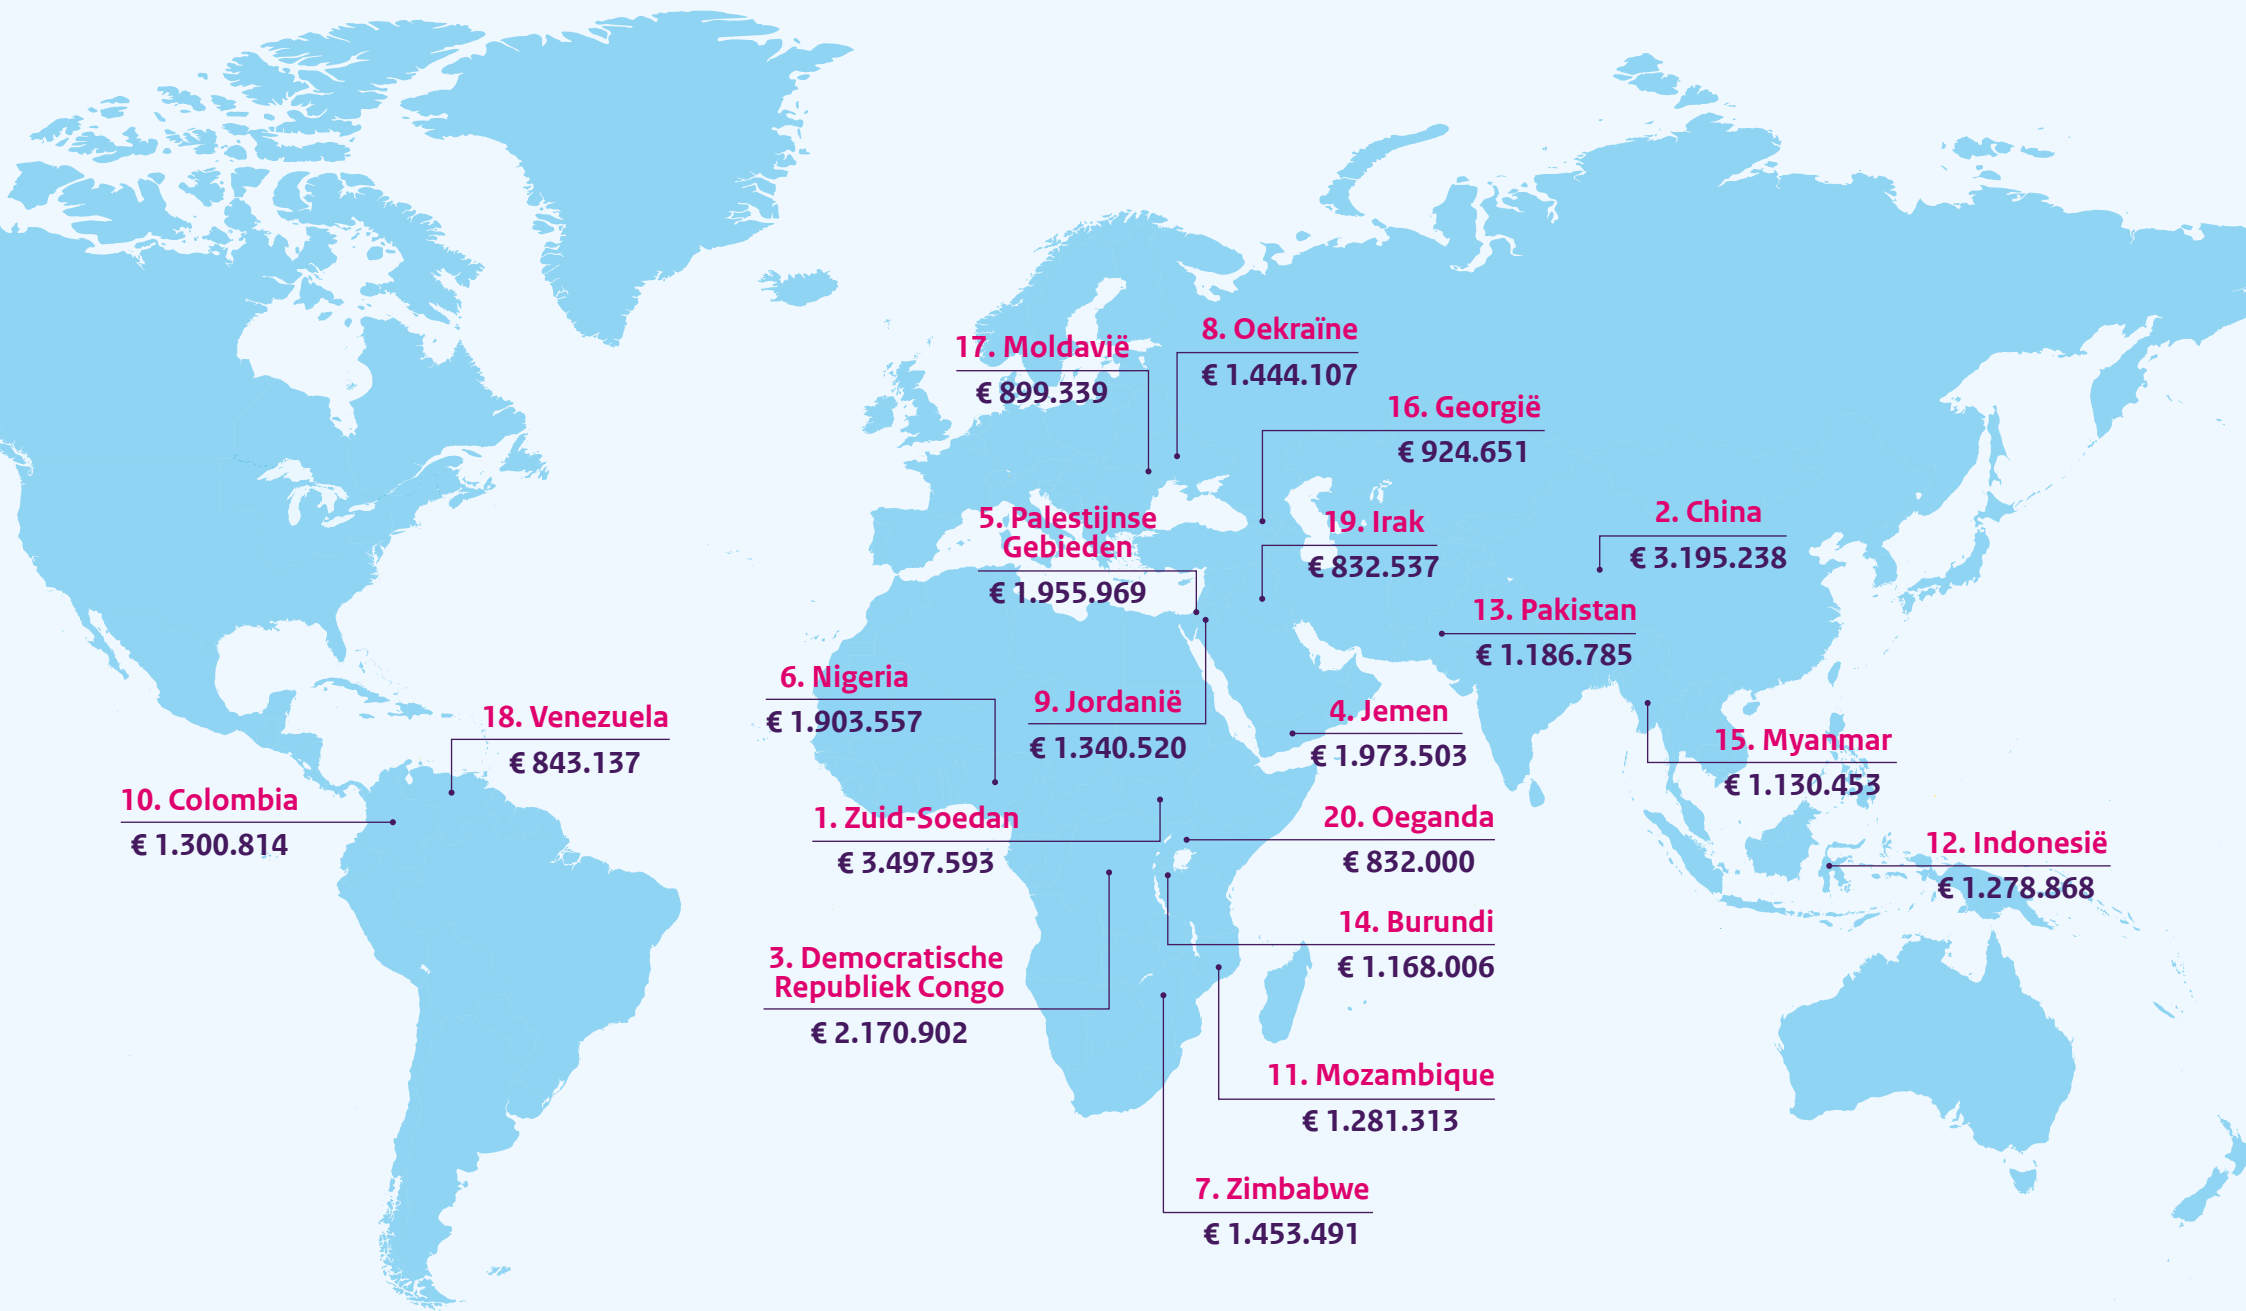 8. Oekraïne
€ 1.444.107
17. Moldavië
€ 899.339
16. Georgië
€ 924.651
5. Palestijnse
Gebieden
€ 1.955.969
19. Irak
€ 832.537
2. China
€ 3.195.238
13. Pakistan
€ 1.186.785
6. Nigeria
€ 1.903.557
9. Jordanië
€ 1.340.520
4. Jemen
€ 1.973.503
18. Venezuela
€ 843.137
15. Myanmar
€ 1.130.453
10. Colombia
€ 1.300.814
1. Zuid-Soedan
€ 3.497.593
20. Oeganda
€ 832.000
12. Indonesië
€ 1.278.868
14. Burundi
€ 1.168.006
3. Democratische
Republiek Congo
€ 2.170.902
11. Mozambique
€ 1.281.313
7. Zimbabwe
€ 1.453.491